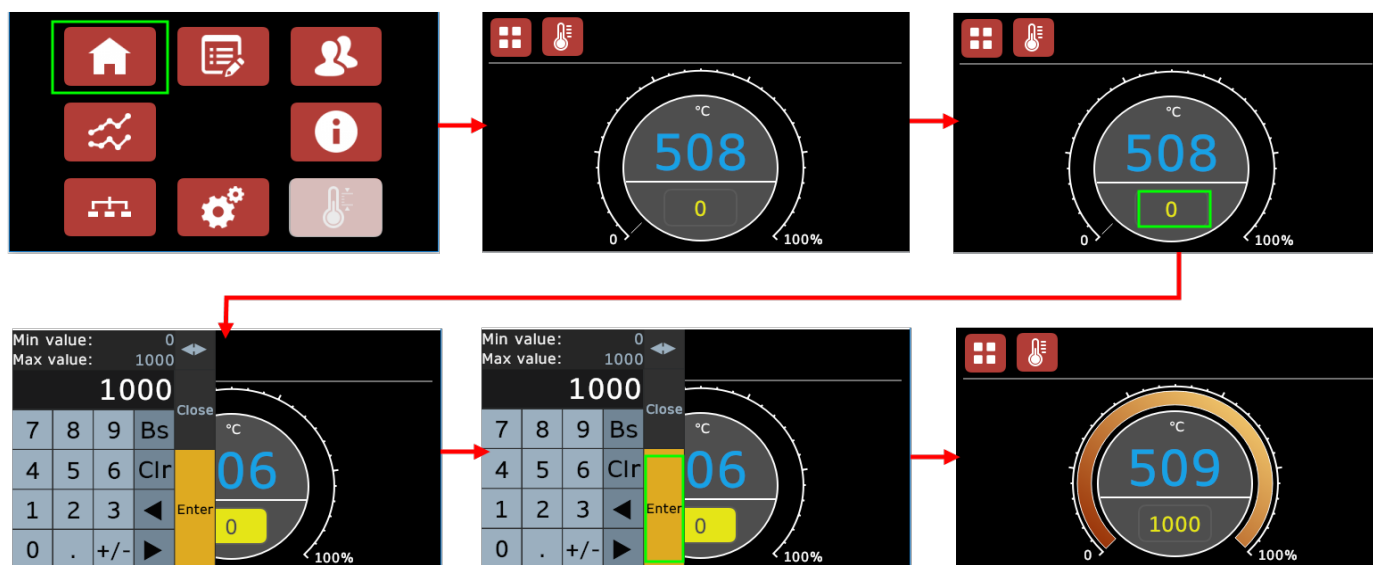 °C
508
0
0
100%
°C
508
0
0
100%
Min value: 0
Max value: 1000
1000
Close
7 8 9 Bs
4 5 6 Clr
1 2 3
Enter
0 . +/-
°C
06
0
100%
Min value: 0
Max value: 1000
1000
Close
7 8 9 Bs
4 5 6 Clr
1 2 3
Enter
0 . +/-
°C
06
0
100%
°C
509
1000
0
100%